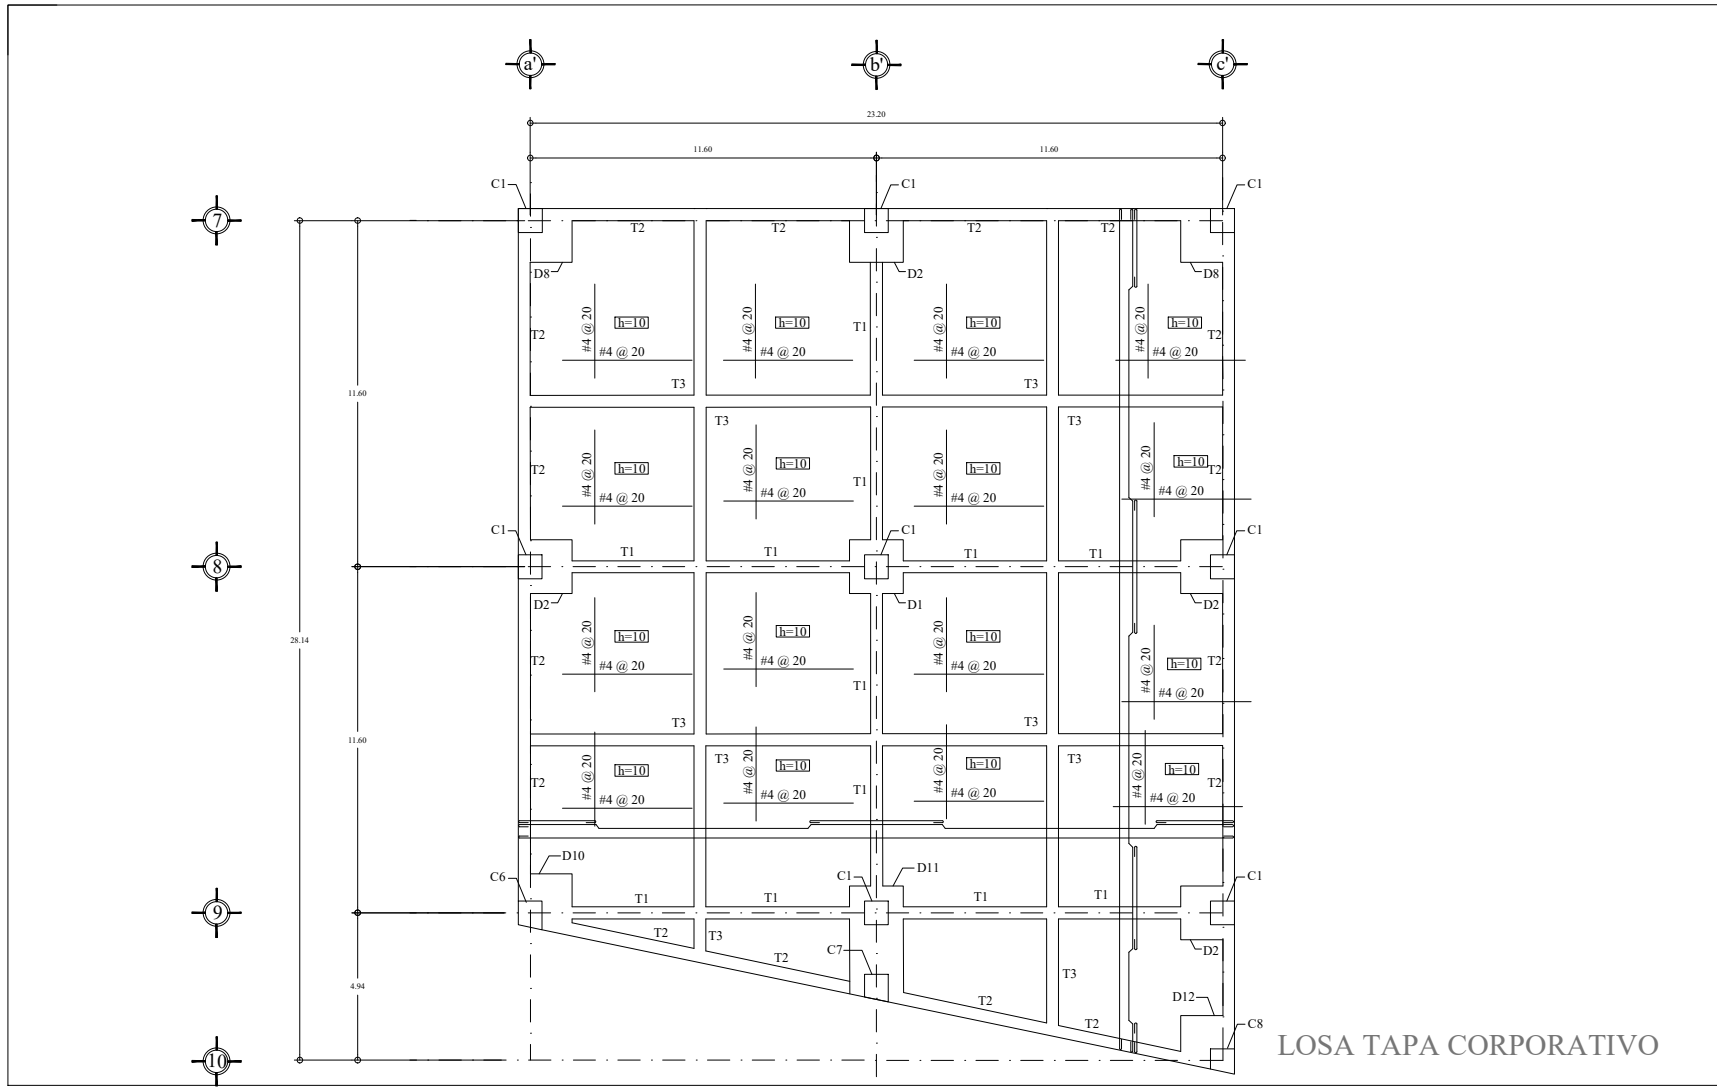 a' b' c'
23.20
11.60 11.60
C1 C1 C1
7
T2 T2 T2 T2
D8 D2 D8
#4 @ 20 h=10 #4 @ 20 h=10 #4 @ 20 h=10 #4 @ 20 h=10
T2 T1 T2
#4 @ 20 #4 @ 20 #4 @ 20 #4 @ 20
T3 T3
11.60
T3 T3
#4 @ 20 h=10 #4 @ 20 h=10 #4 @ 20 h=10 #4 @ 20 h=10
T2 T1 T2
#4 @ 20 #4 @ 20 #4 @ 20 #4 @ 20
C1 C1 C1
T1 T1 T1 T1
8
D2 D1 D2
28.14
#4 @ 20 h=10 #4 @ 20 h=10 #4 @ 20 h=10 #4 @ 20 h=10
T2 T2
#4 @ 20 #4 @ 20 #4 @ 20 #4 @ 20
T1
T3 T3
11.60
T3 T3
#4 @ 20 h=10 #4 @ 20 h=10 #4 @ 20 h=10 #4 @ 20 h=10
T2 T1 T2
#4 @ 20 #4 @ 20 #4 @ 20 #4 @ 20
D10 D11
C6 C1 C1
T1 T1 T1 T1
9
T2 T3
C7 D2
T2
T3
4.94
T2 D12
T2 C8
10
LOSA TAPA CORPORATIVO